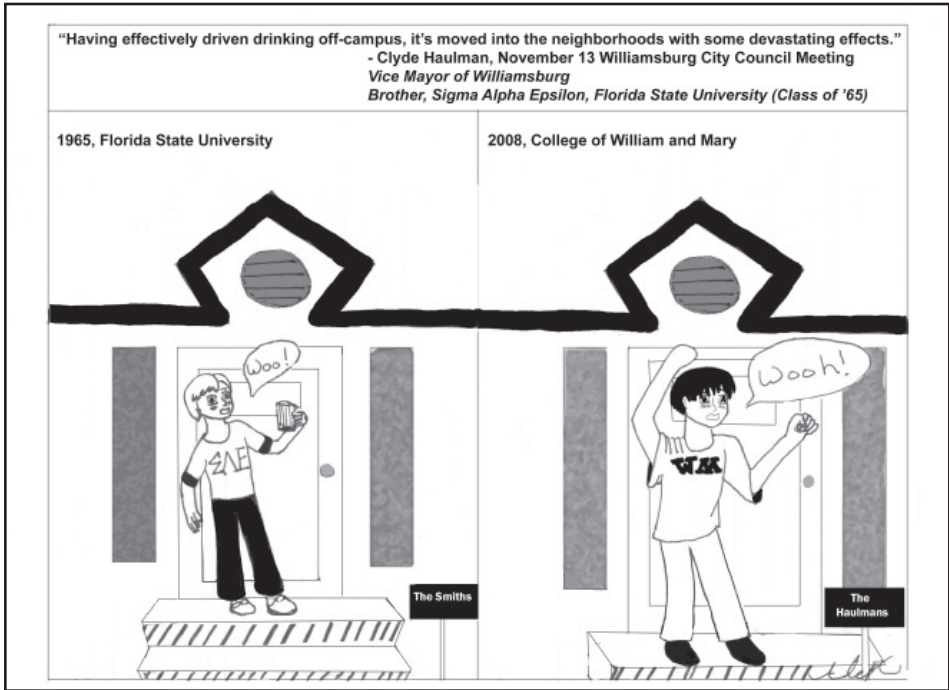 “Having effectively driven drinking off-campus, it’s moved into the neighborhoods with some devastating effects.”
- Clyde Haulman, November 13 Williamsburg City Council Meeting
Vice Mayor of Williamsburg
Brother, Sigma Alpha Epsilon, Florida State University (Class of ’65)
1965, Florida State University
Woo!
ΣΑΕ
The Smiths
2008, College of William and Mary
Wooh!
WM
The
Haulmans